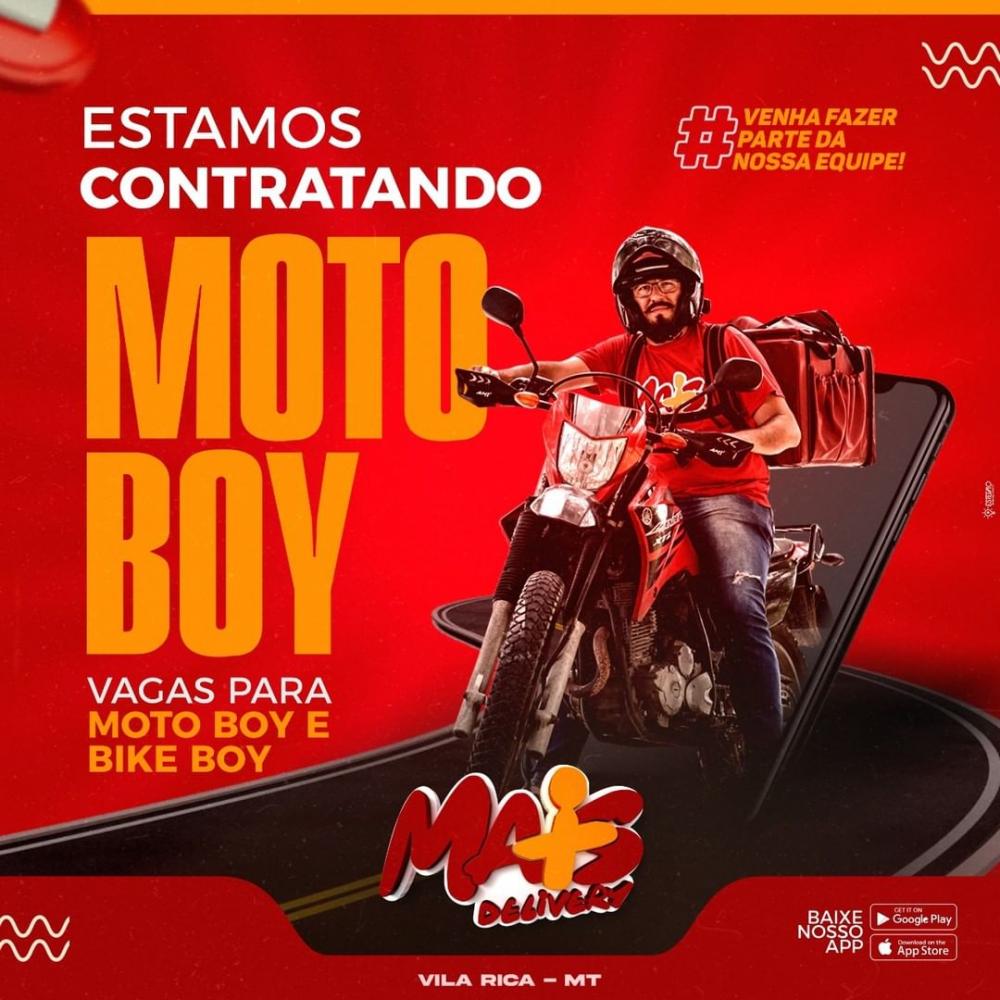 ESTAMOS
CONTRATANDO
# VENHA FAZER
PARTE DA
NOSSA EQUIPE!
MOTO
BOY
VAGAS PARA
MOTO BOY E
BIKE BOY
MAIS
MAIS
DELIVERY
BAIXE
NOSSO
APP
GET IT ON
Google Play
Download on the
App Store
VILA RICA – MT